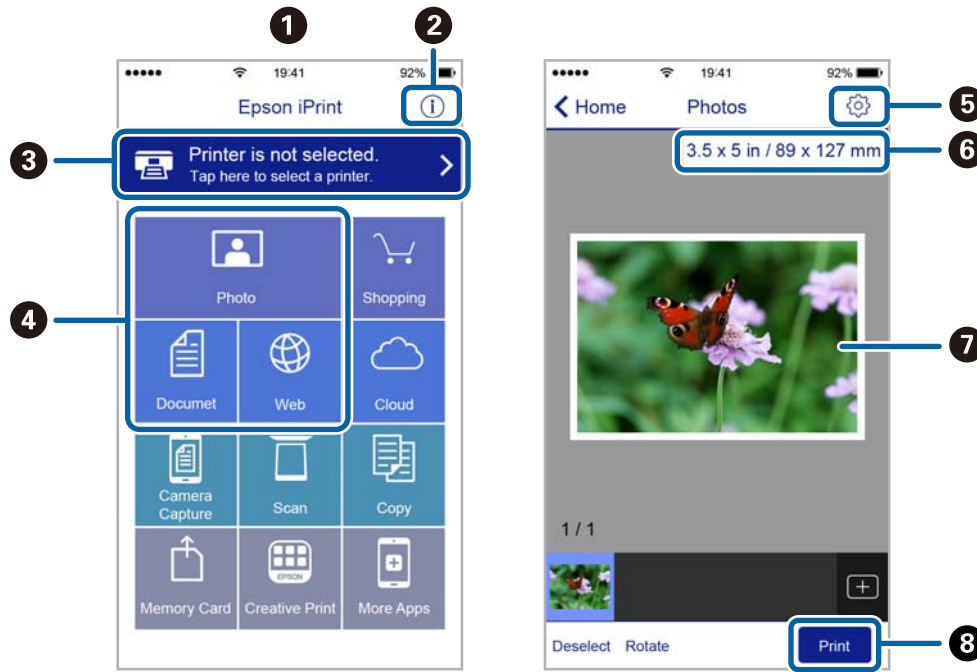 1
2
19:41
92%
Epson iPrint
i
3
Printer is not selected.
Tap here to select a printer.
4
Photo
Shopping
Documet
Web
Cloud
Camera
Capture
Scan
Copy
EPSON
Memory Card
Creative Print
More Apps
19:41
92%
Home
Photos
5
3.5 x 5 in / 89 x 127 mm
6
7
1 / 1
Deselect
Rotate
Print
8